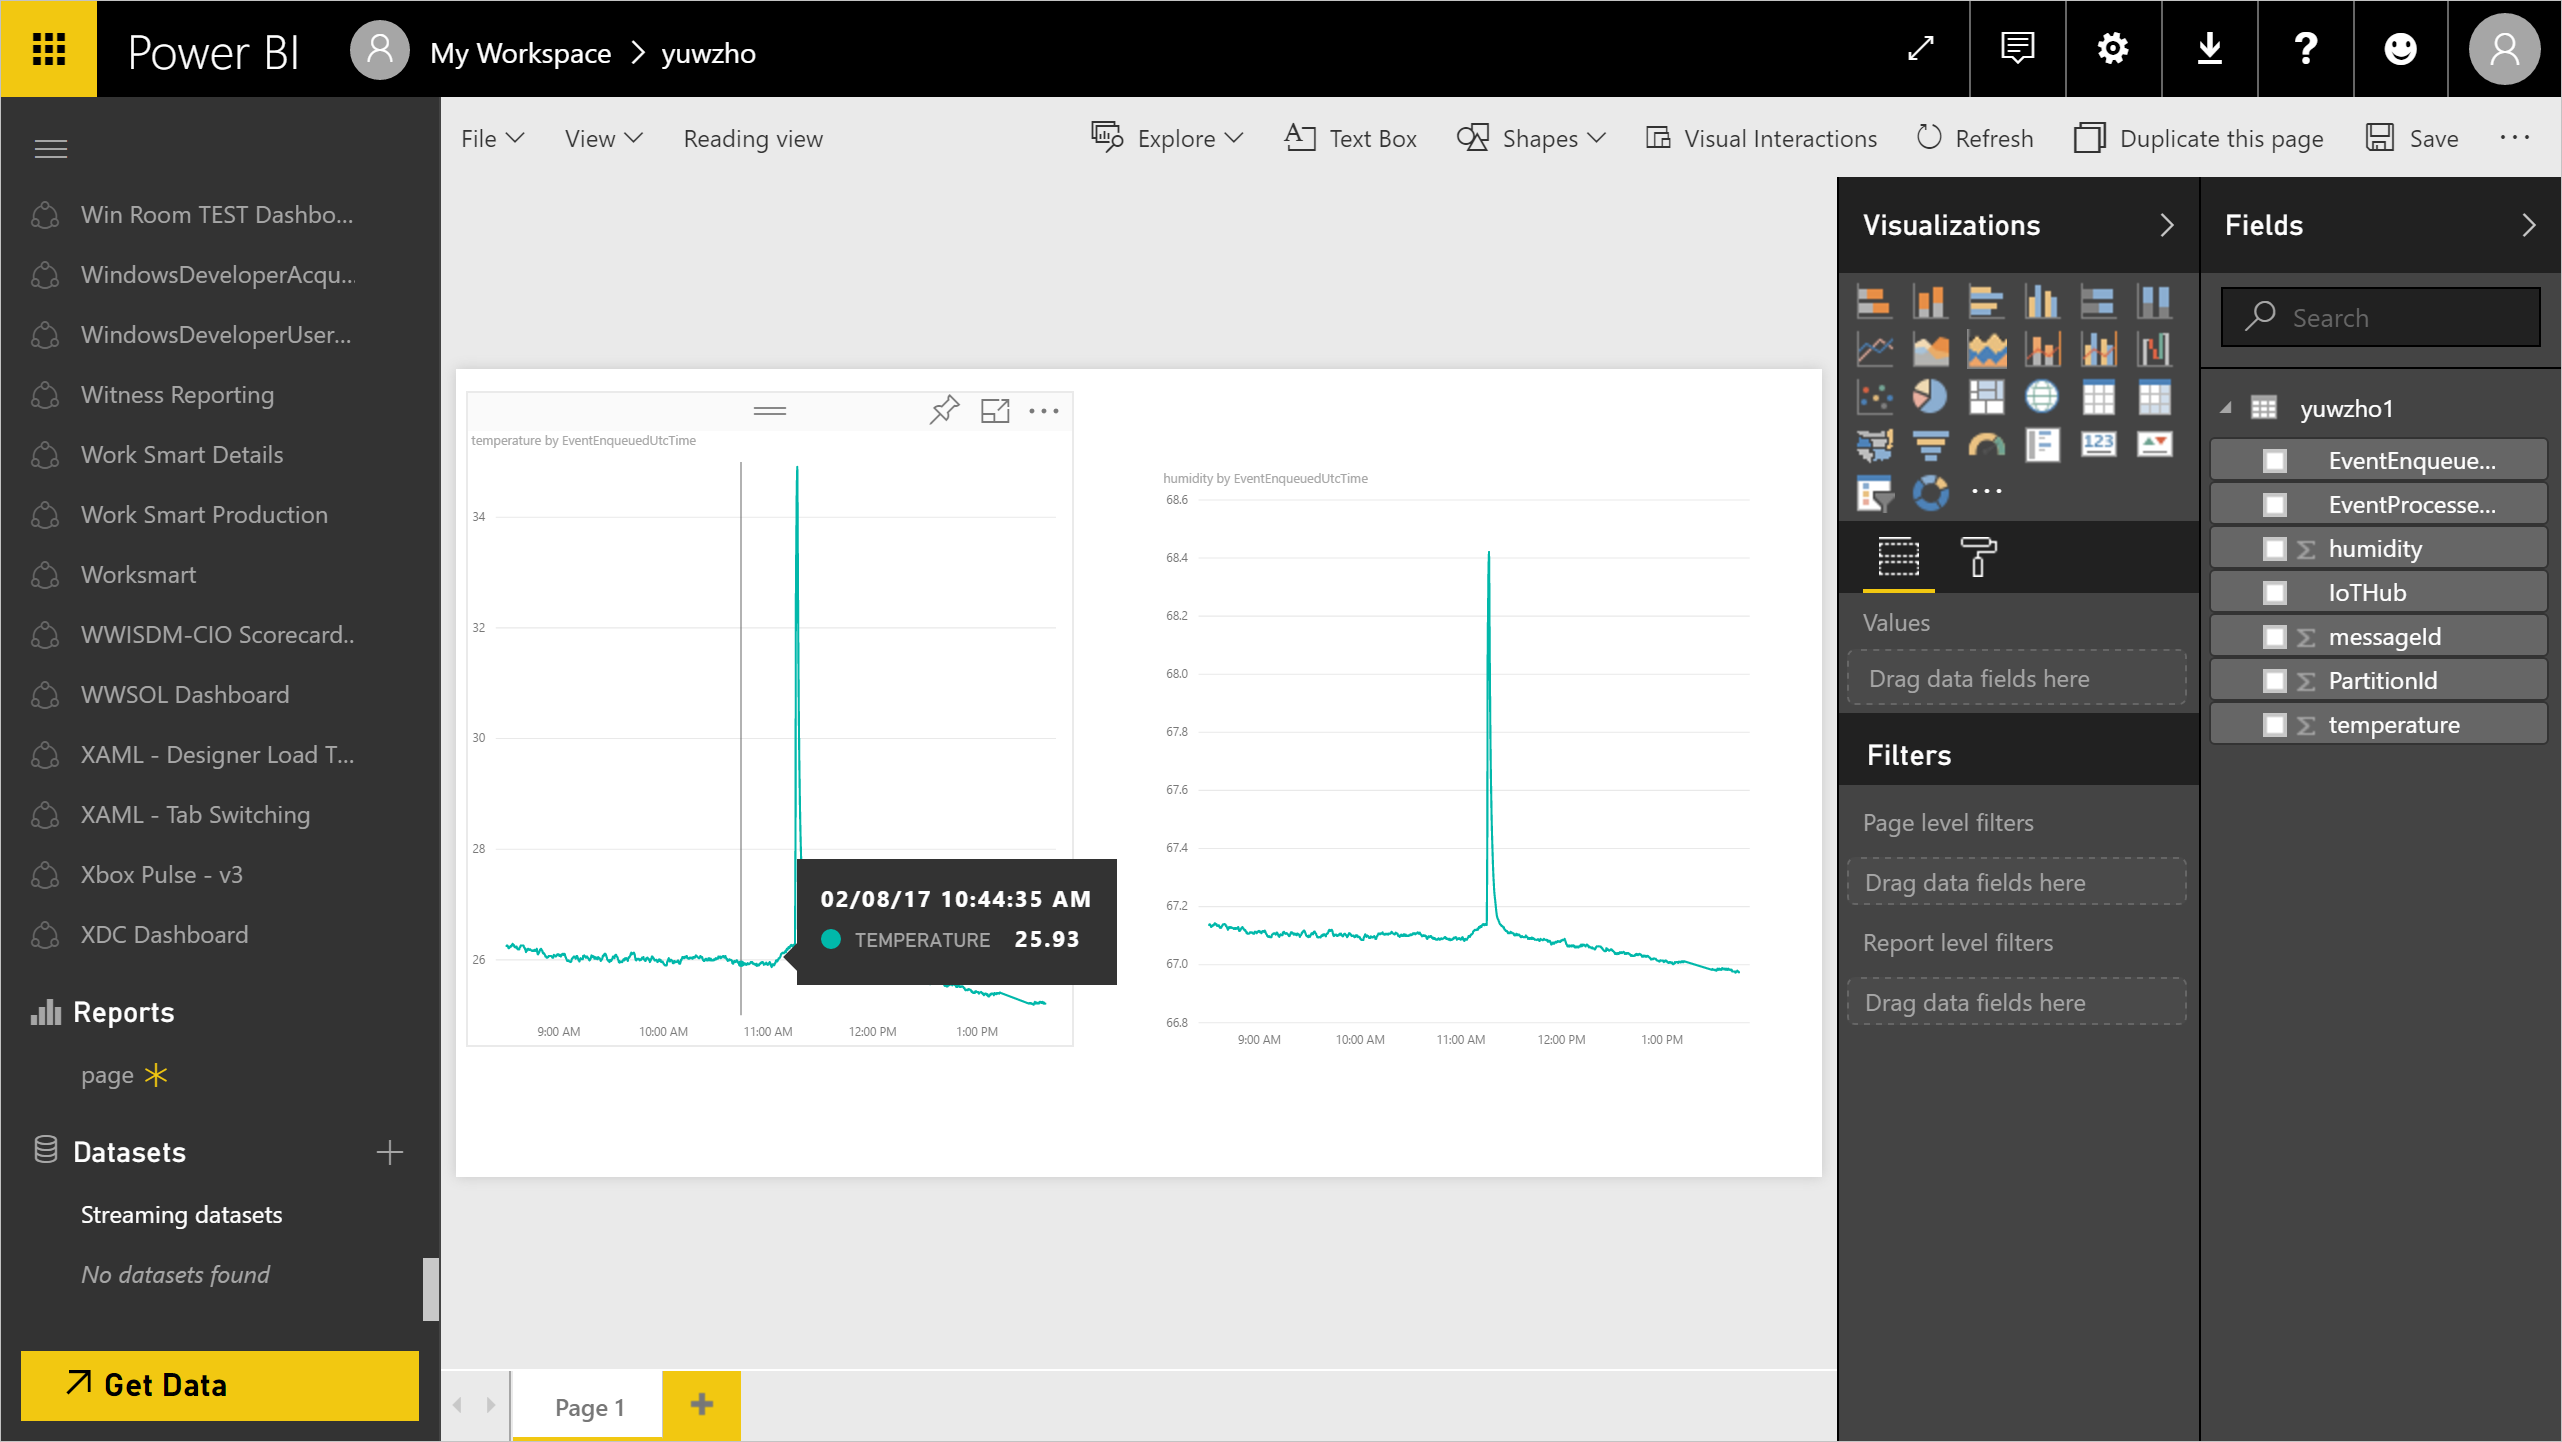 Power BI
My Workspace > yuwzho
File
View
Reading view
Explore
Text Box
Shapes
Visual Interactions
Refresh
Duplicate this page
Save
Win Room TEST Dashbo...
WindowsDeveloperAcqu...
WindowsDeveloperUser...
Witness Reporting
Work Smart Details
Work Smart Production
Worksmart
WWISDM-CIO Scorecard..
WWSOL Dashboard
XAML - Designer Load T...
XAML - Tab Switching
Xbox Pulse - v3
XDC Dashboard
Reports
page
Datasets
Streaming datasets
No datasets found
Get Data
temperature by EventEnqueuedUtcTime
34
32
30
28
26
9:00 AM 10:00 AM 11:00 AM 12:00 PM 1:00 PM
02/08/17 10:44:35 AM
TEMPERATURE 25.93
humidity by EventEnqueuedUtcTime
68.6
68.4
68.2
68.0
67.8
67.6
67.4
67.2
67.0
66.8
9:00 AM 10:00 AM 11:00 AM 12:00 PM 1:00 PM
Page 1
Visualizations
123
Values
Drag data fields here
Filters
Page level filters
Drag data fields here
Report level filters
Drag data fields here
Fields
Search
yuwzho1
EventEnqueue...
EventProcesse...
humidity
IoTHub
messageId
PartitionId
temperature